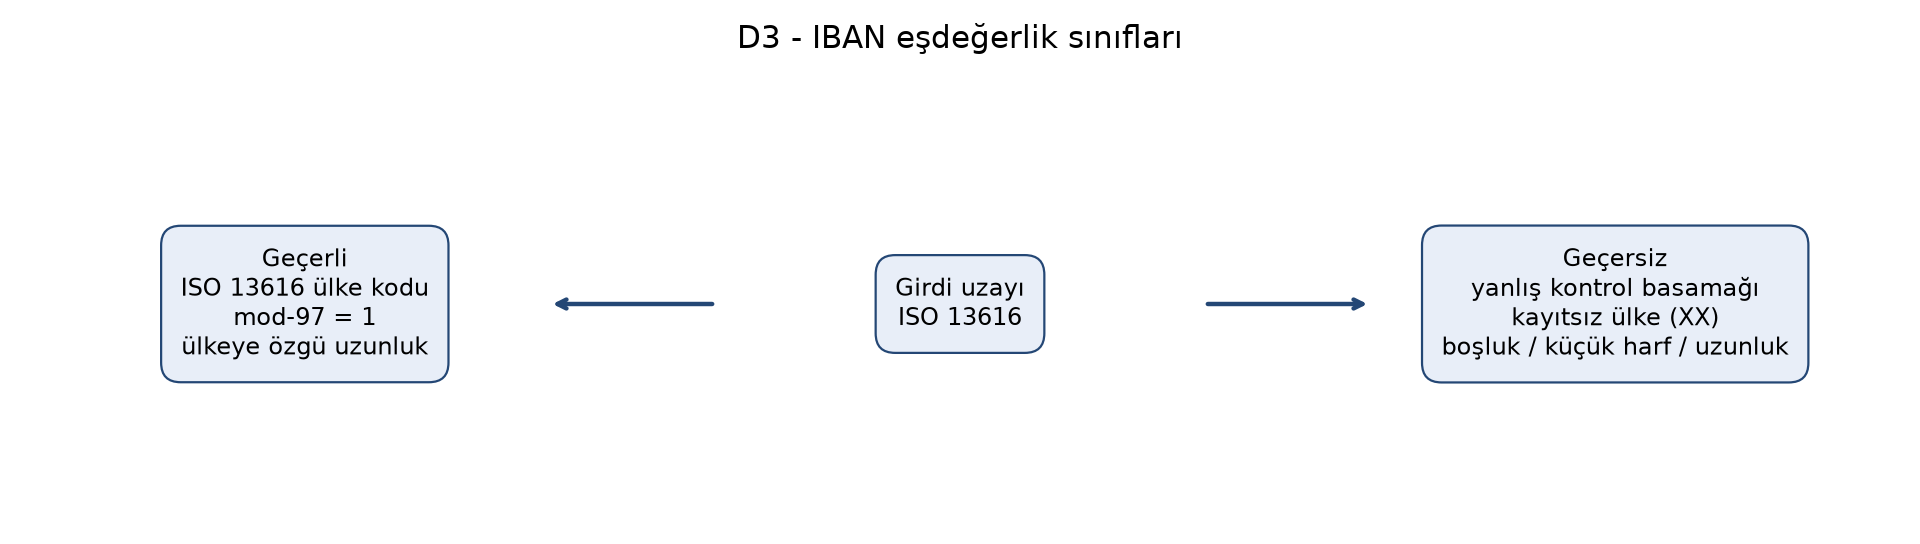 D3 - IBAN eşdeğerlik sınıfları
Geçerli
ISO 13616 ülke kodu
mod-97 = 1
ülkeye özgü uzunluk
Girdi uzayı
ISO 13616
Geçersiz
yanlış kontrol basamağı
kayıtsız ülke (XX)
boşluk / küçük harf / uzunluk